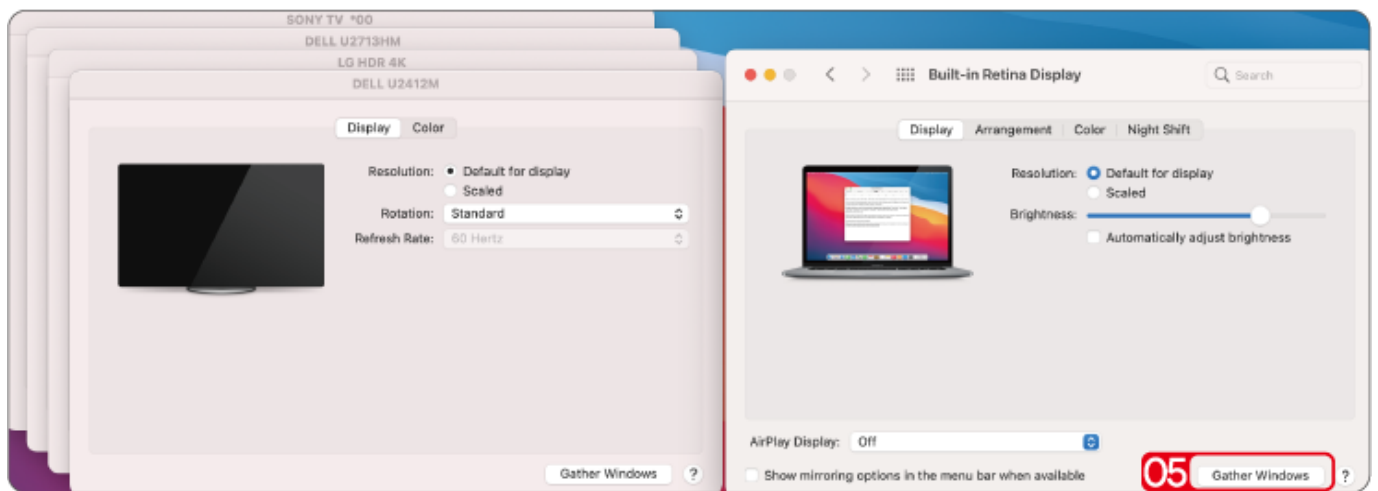 SONY TV *00
DELL U2713HM
LG HDR 4K
DELL U2412M
Display Color
Resolution: Default for display
Scaled
Rotation: Standard
Refresh Rate: 60 Hertz
Gather Windows ?
Built-in Retina Display Search
Display Arrangement Color Night Shift
Resolution: Default for display
Scaled
Brightness:
Automatically adjust brightness
AirPlay Display: Off
Show mirroring options in the menu bar when available
05 Gather Windows ?